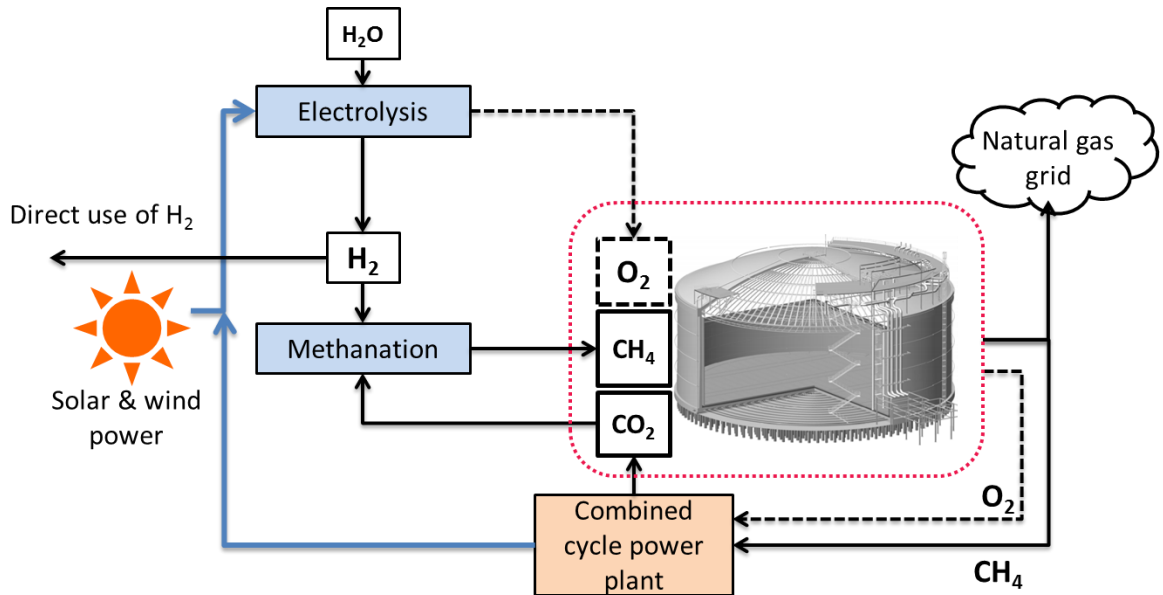 H₂O
Electrolysis
Natural gas
grid
Direct use of H₂
H₂
O₂
Methanation
CH₄
Solar & wind
power
CO₂
Combined
cycle power
plant
O₂
CH₄